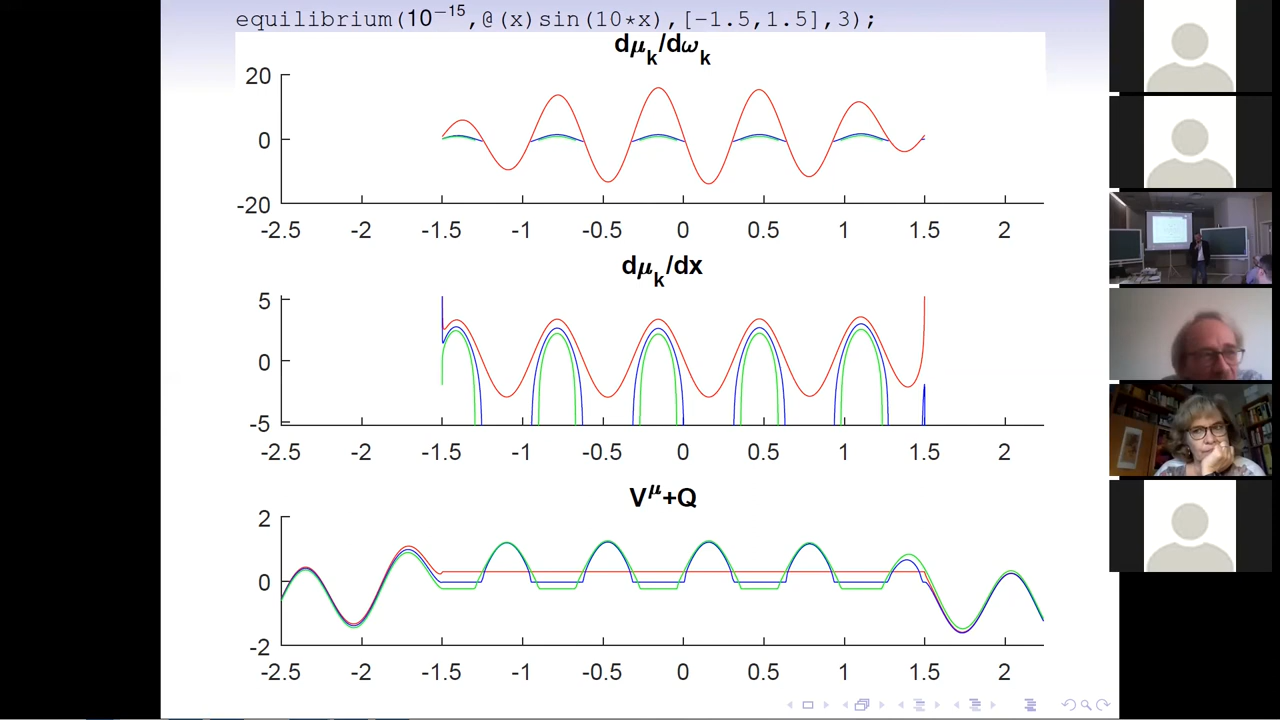 equilibrium(10⁻¹⁵,@(x)sin(10*x),[-1.5,1.5],3);
dμₖ/dωₖ
20
0
-20
-2.5 -2 -1.5 -1 -0.5 0 0.5 1 1.5 2
dμₖ/dx
5
0
-5
-2.5 -2 -1.5 -1 -0.5 0 0.5 1 1.5 2
V^μ+Q
2
0
-2
-2.5 -2 -1.5 -1 -0.5 0 0.5 1 1.5 2